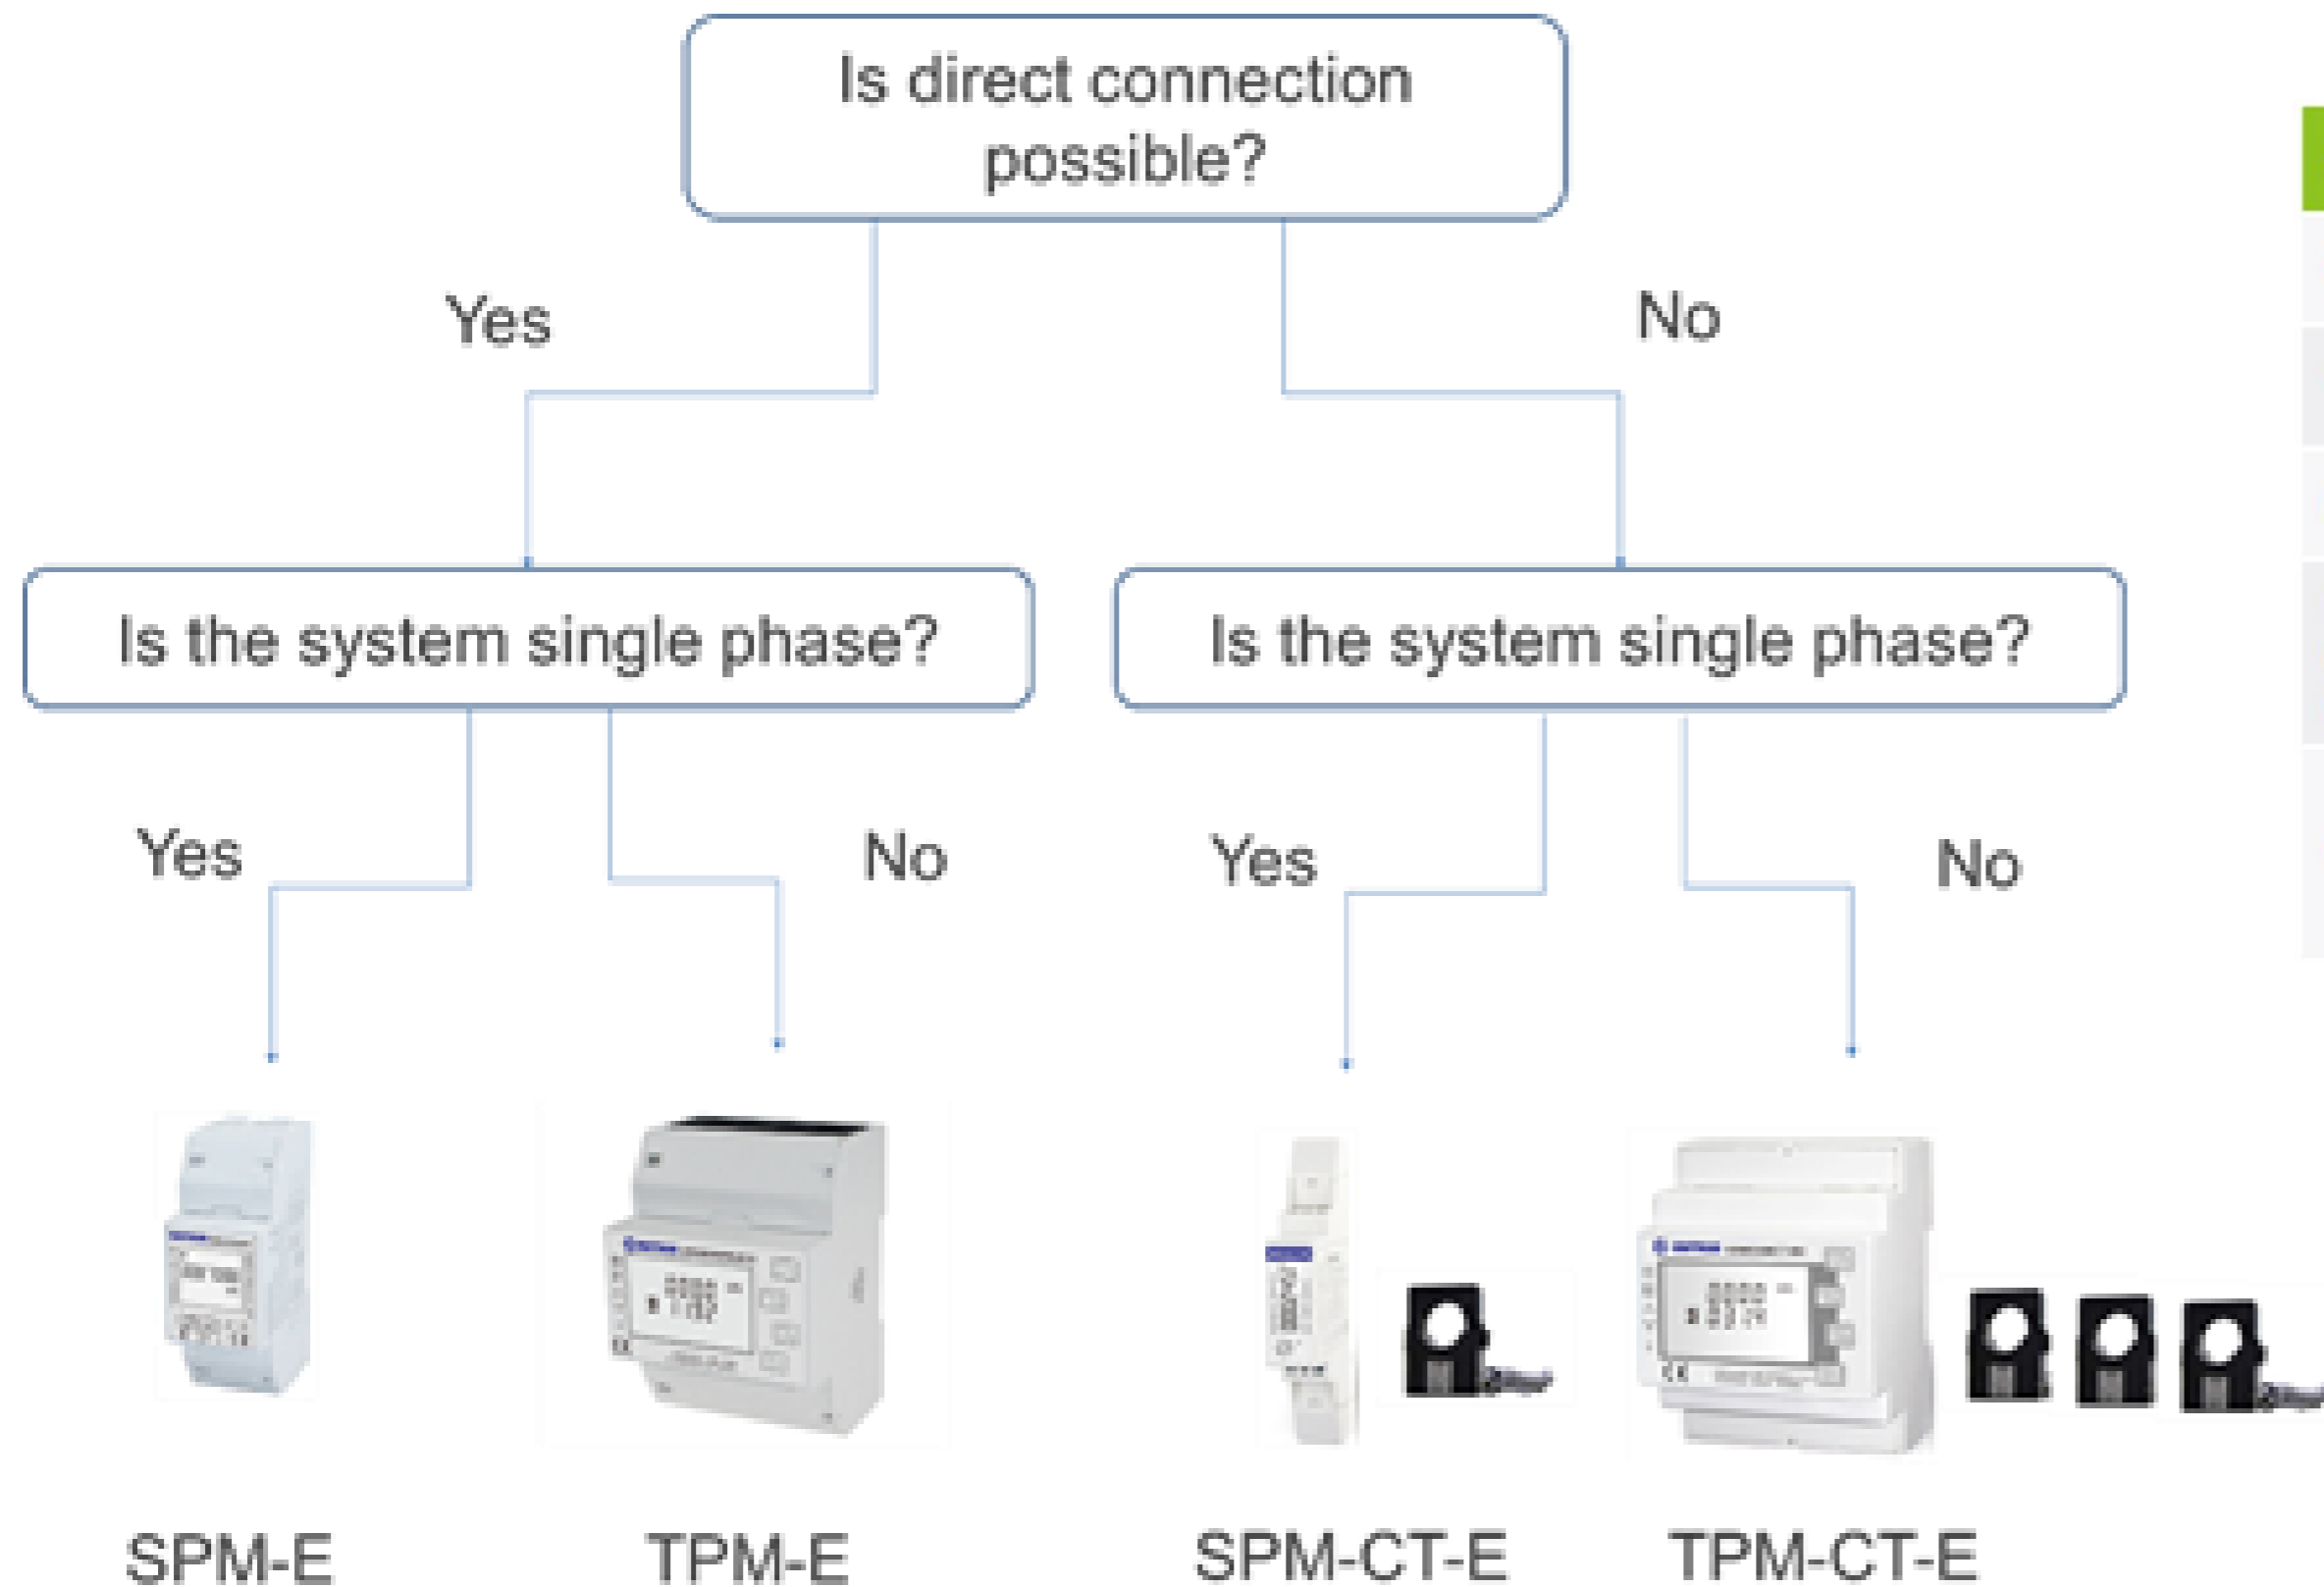 Is direct connection
possible?
Yes
No
Is the system single phase?
Is the system single phase?
Yes
No
Yes
No
SPM-E
TPM-E
SPM-CT-E
TPM-CT-E